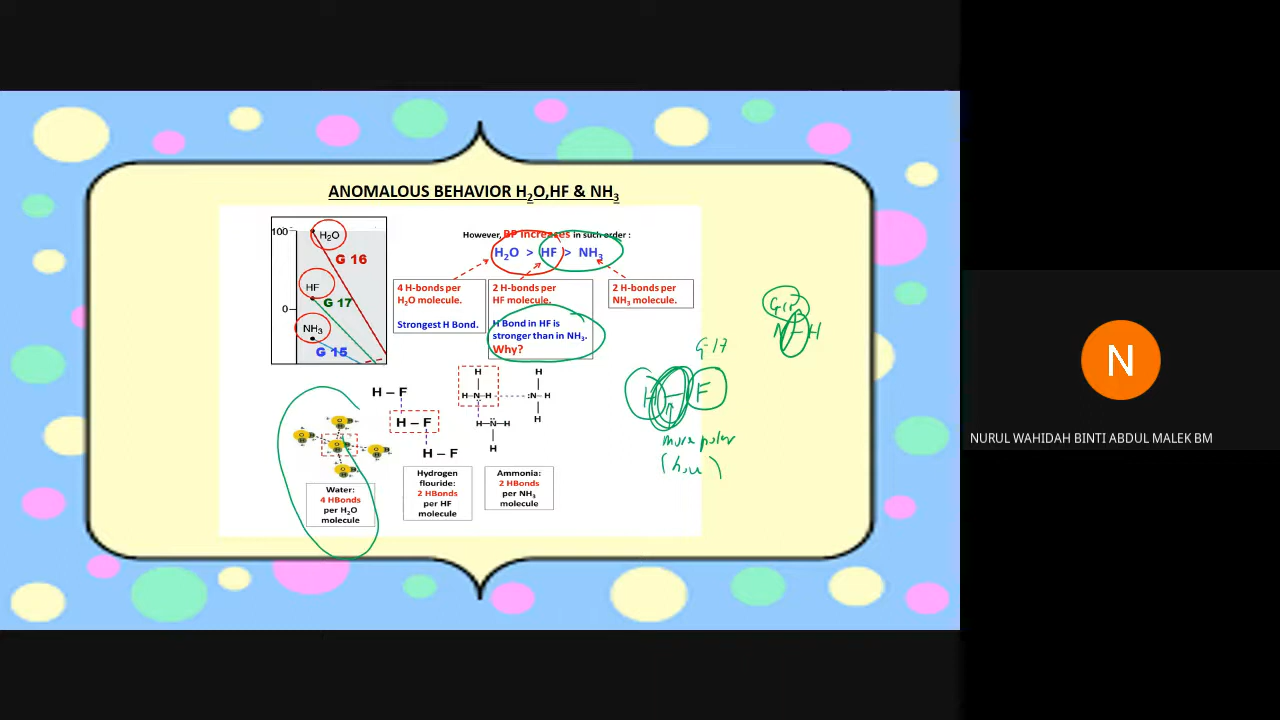 ANOMALOUS BEHAVIOR H₂O,HF & NH₃
However, BP increases in such order :
H₂O > HF > NH₃
100
0
H₂O
G 16
HF
G 17
NH₃
G 15
4 H-bonds per
H₂O molecule.
Strongest H Bond.
2 H-bonds per
HF molecule.
H Bond in HF is
stronger than in NH₃.
Why?
2 H-bonds per
NH₃ molecule.
H – F
H – F
H – F
H
H – N H
:N – H
H
H
H – N – H
H
Water:
4 HBonds
per H₂O
molecule
Hydrogen
flouride:
2 HBonds
per HF
molecule
Ammonia:
2 HBonds
per NH₃
molecule
G 17
H – F
more polar
N – H
N
NURUL WAHIDAH BINTI ABDUL MALEK BM